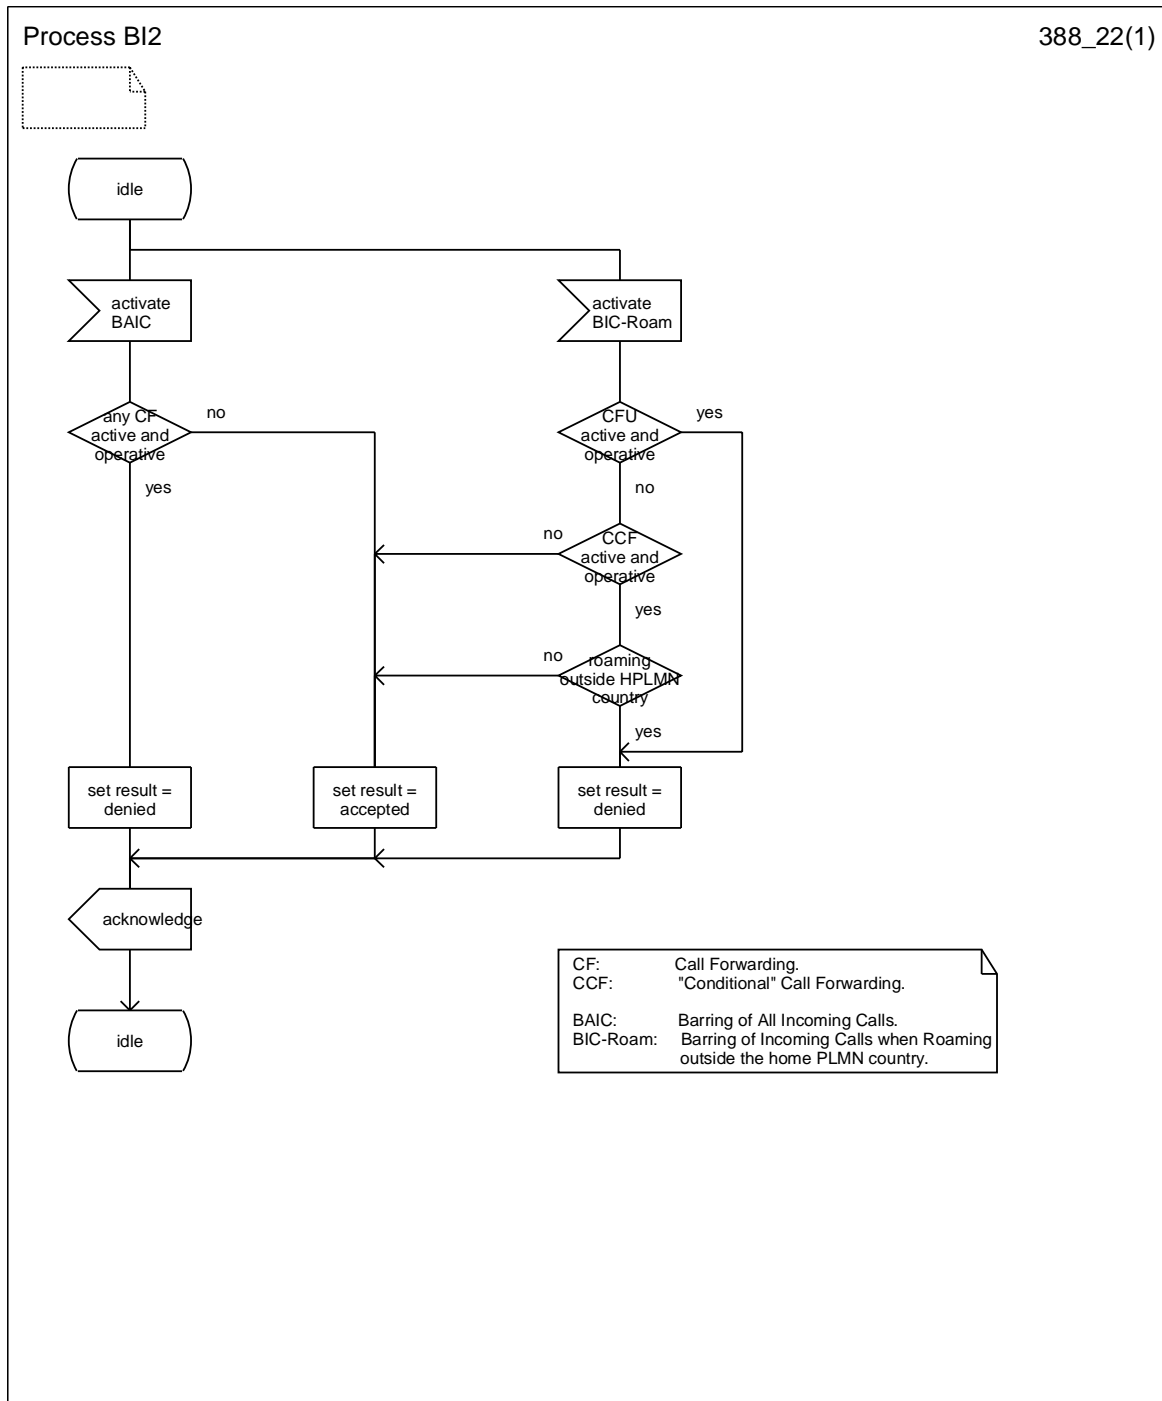 Process BI2
388_22(1)
idle
activate
BAIC
activate
BIC-Roam
any CF
active and
operative
no
yes
CFU
active and
operative
yes
no
no
CCF
active and
operative
yes
no
roaming
outside HPLMN
country
yes
set result =
denied
set result =
accepted
set result =
denied
acknowledge
idle
CF: Call Forwarding.
CCF: "Conditional" Call Forwarding.
BAIC: Barring of All Incoming Calls.
BIC-Roam: Barring of Incoming Calls when Roaming
outside the home PLMN country.